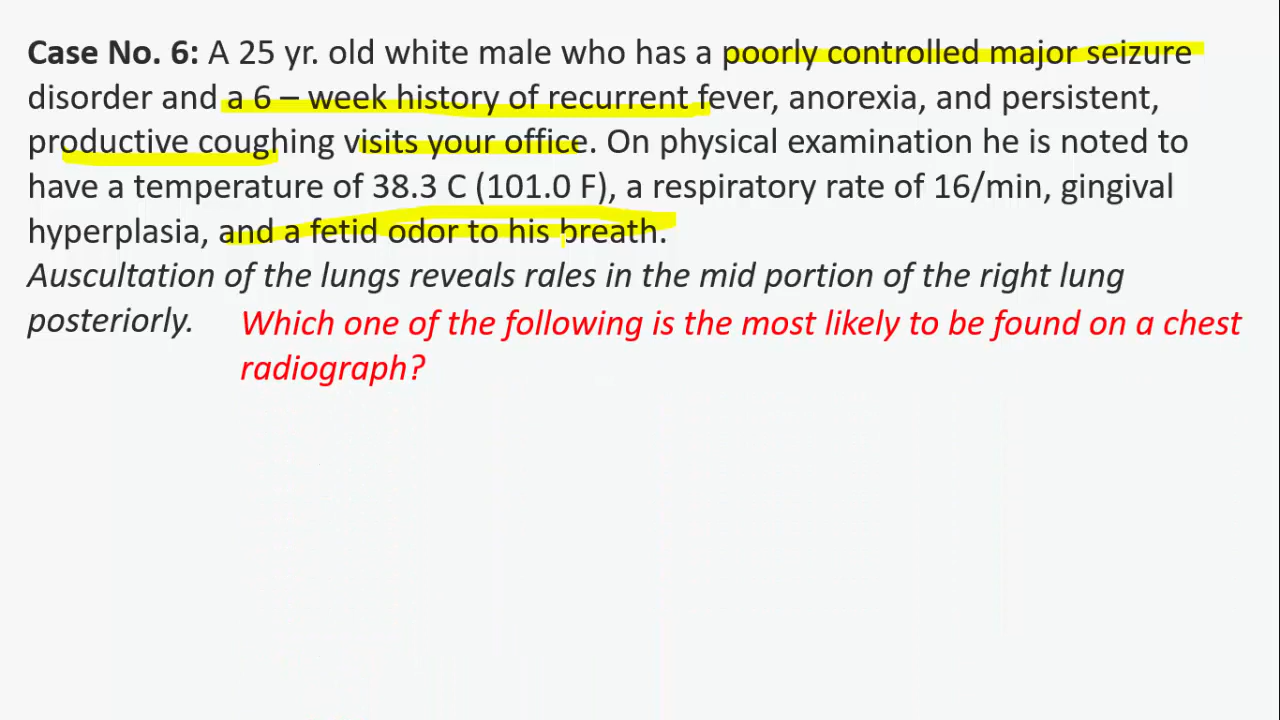 Case No. 6: A 25 yr. old white male who has a poorly controlled major seizure
disorder and a 6 – week history of recurrent fever, anorexia, and persistent,
productive coughing visits your office. On physical examination he is noted to
have a temperature of 38.3 C (101.0 F), a respiratory rate of 16/min, gingival
hyperplasia, and a fetid odor to his breath.
Auscultation of the lungs reveals rales in the mid portion of the right lung
posteriorly.
Which one of the following is the most likely to be found on a chest
radiograph?